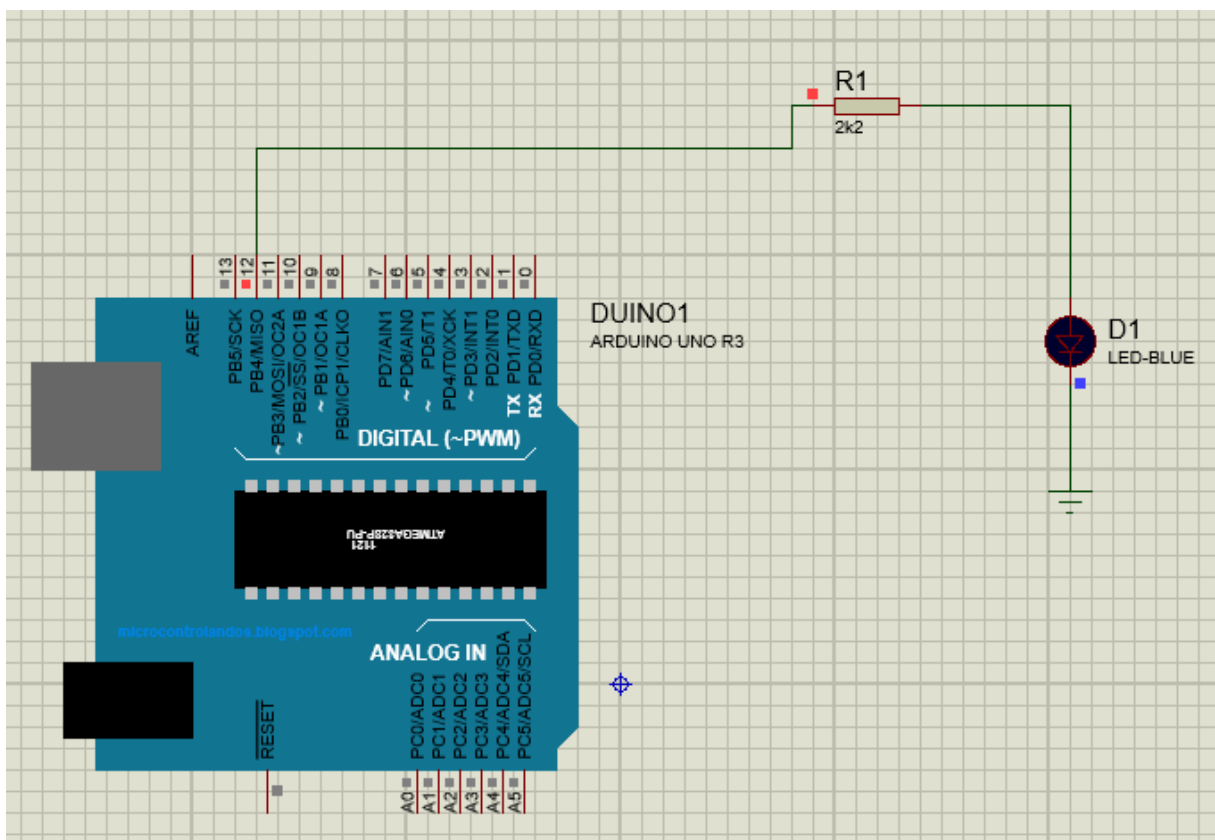 R1
2k2
13
12
11
10
9
8
7
6
5
4
3
2
1
0
AREF
PB5/SCK
PB4/MISO
~PB3/MOSI/OC2A
~ PB2/SS/OC1B
~ PB1/OC1A
PB0/ICP1/CLKO
PD7/AIN1
~PD6/AIN0
~ PD5/T1
PD4/T0/XCK
~PD3/INT1
PD2/INT0
TX PD1/TXD
RX PD0/RXD
DUINO1
ARDUINO UNO R3
D1
LED-BLUE
DIGITAL (~PWM)
1121
ATMEGA328P-PU
microcontrolandos.blogspot.com
ANALOG IN
RESET
PC0/ADC0
PC1/ADC1
PC2/ADC2
PC3/ADC3
PC4/ADC4/SDA
PC5/ADC5/SCL
A0
A1
A2
A3
A4
A5